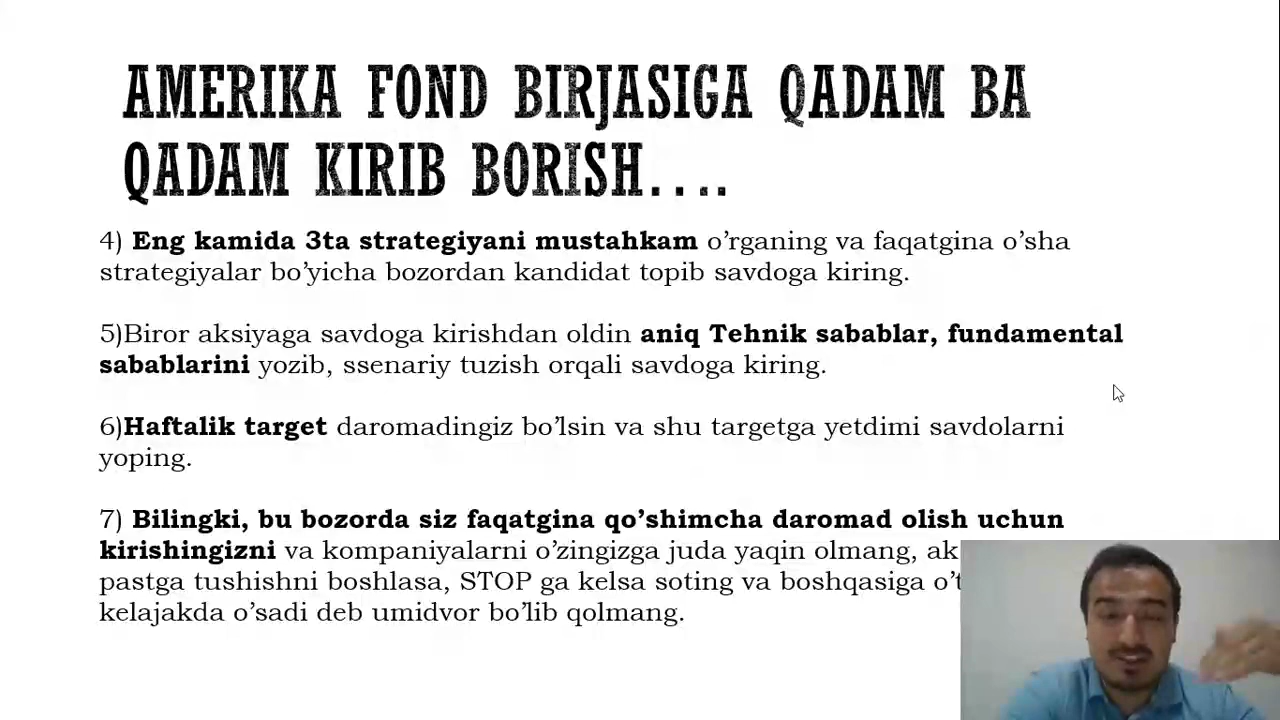 AMERIKA FOND BIRJASIGA QADAM BA
QADAM KIRIB BORISH....
4) Eng kamida 3ta strategiyani mustahkam o’rganing va faqatgina o’sha
strategiyalar bo’yicha bozordan kandidat topib savdoga kiring.
5)Biror aksiyaga savdoga kirishdan oldin aniq Tehnik sabablar, fundamental
sabablarini yozib, ssenariy tuzish orqali savdoga kiring.
6)Haftalik target daromadingiz bo’lsin va shu targetga yetdimi savdolarni
yoping.
7) Bilingki, bu bozorda siz faqatgina qo’shimcha daromad olish uchun
kirishingizni va kompaniyalarni o’zingizga juda yaqin olmang,
pastga tushishni boshlasa, STOP ga kelsa soting va boshqasiga
kelajakda o’sadi deb umidvor bo’lib qolmang.